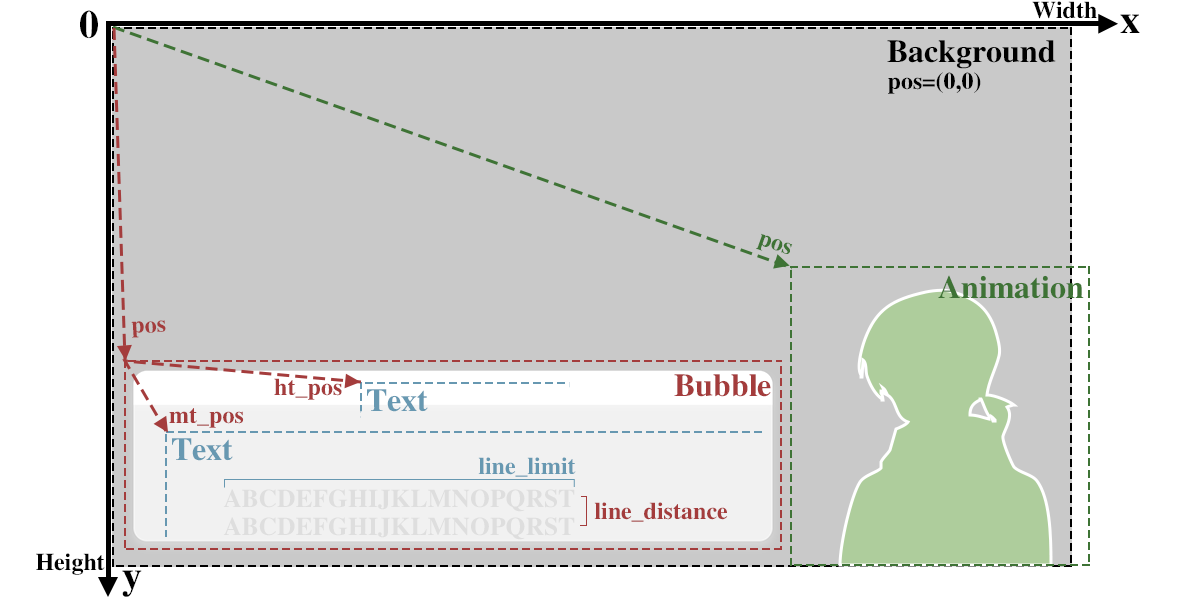 0
Width
x
Background
pos=(0,0)
pos
Animation
pos
ht_pos
Bubble
Text
mt_pos
Text
line_limit
ABCDEFGHIJKLMNOPQRST
line_distance
ABCDEFGHIJKLMNOPQRST
Height
y